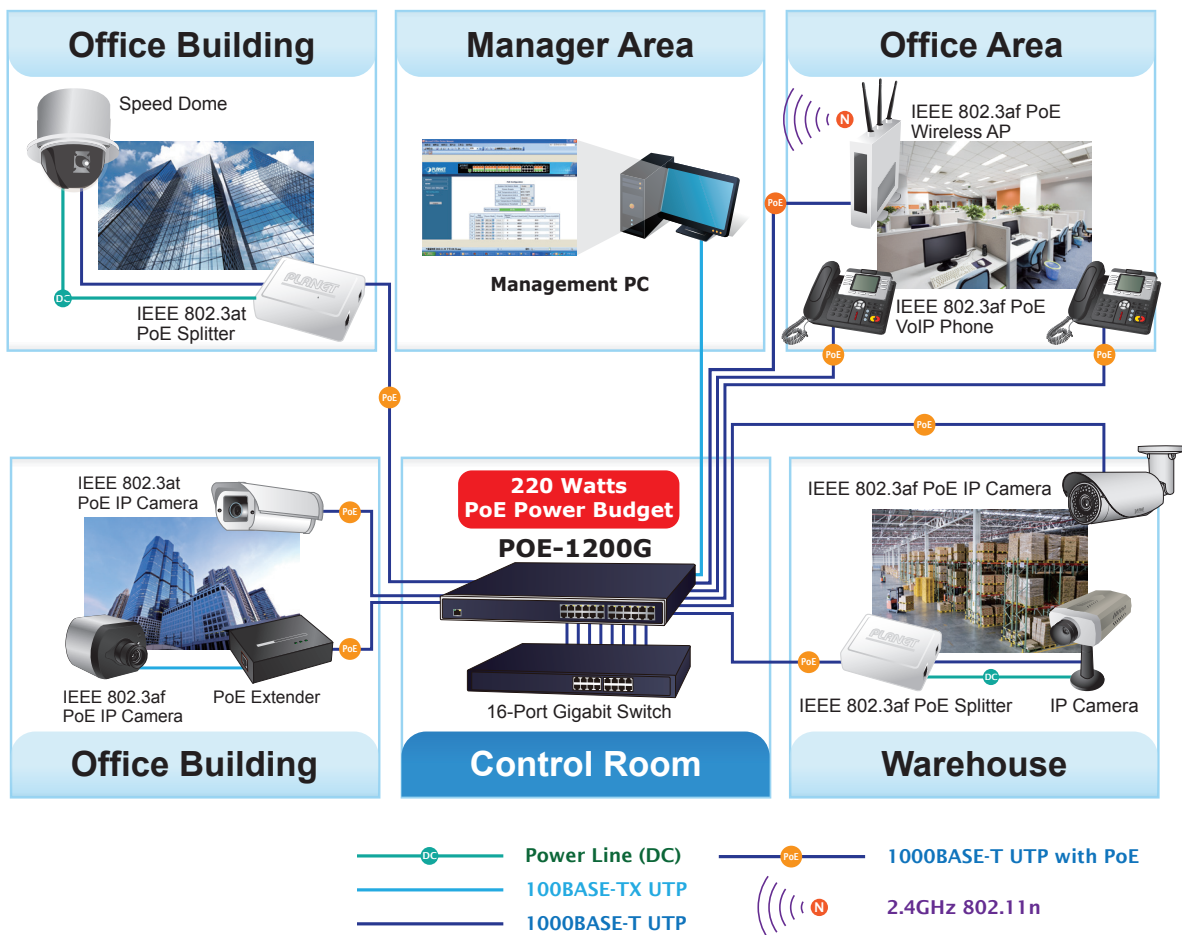 Office Building
Speed Dome
PLANET
DC
IEEE 802.3at
PoE Splitter
PoE
Manager Area
PLANET
Management PC
Office Area
N
IEEE 802.3af PoE
Wireless AP
PoE
IEEE 802.3af PoE
VoIP Phone
PoE
PoE
IEEE 802.3at
PoE IP Camera
PoE
PoE
IEEE 802.3af
PoE IP Camera
PoE Extender
Office Building
220 Watts
PoE Power Budget
POE-1200G
16-Port Gigabit Switch
Control Room
PoE
IEEE 802.3af PoE IP Camera
PLANET
PoE
DC
IEEE 802.3af PoE Splitter
IP Camera
Warehouse
DC
Power Line (DC)
100BASE-TX UTP
1000BASE-T UTP
PoE
1000BASE-T UTP with PoE
N
2.4GHz 802.11n